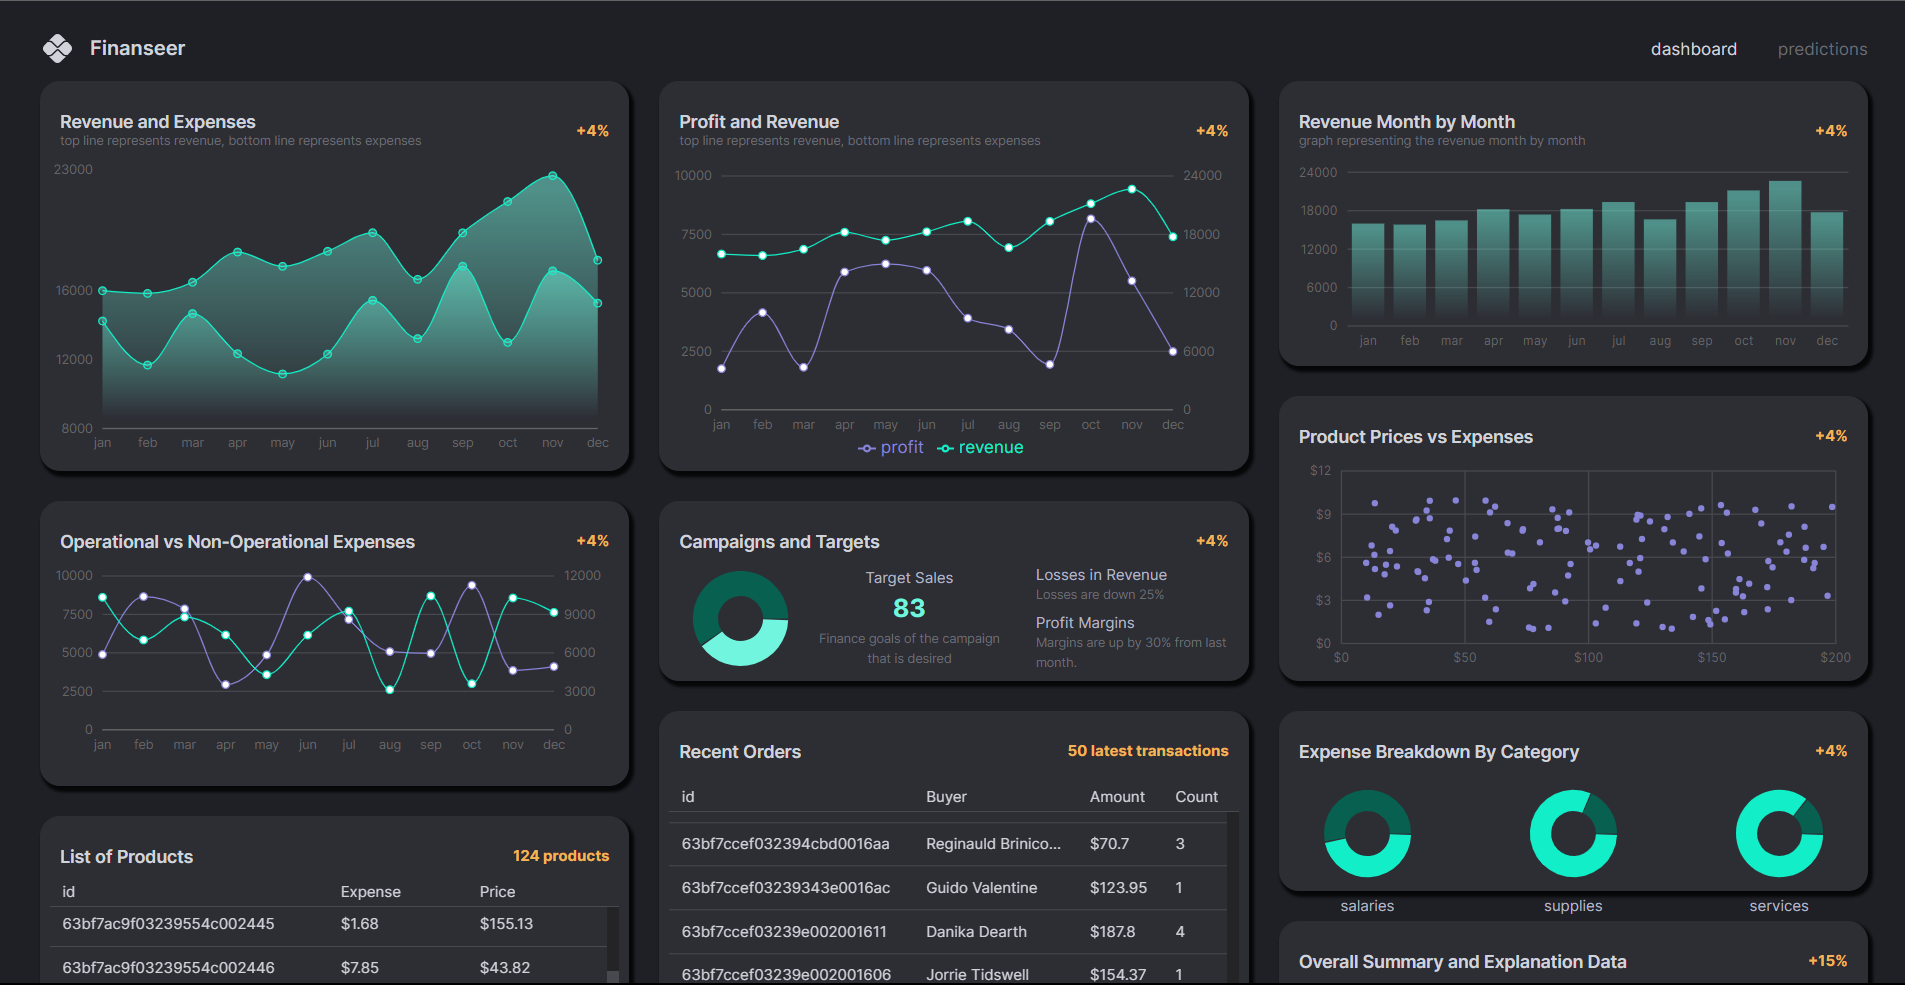 Finanseer
dashboard
predictions
Revenue and Expenses
top line represents revenue, bottom line represents expenses
+4%
23000
16000
12000
8000
jan feb mar apr may jun jul aug sep oct nov dec
Profit and Revenue
top line represents revenue, bottom line represents expenses
+4%
10000
7500
5000
2500
0
24000
18000
12000
6000
0
jan feb mar apr may jun jul aug sep oct nov dec
profit revenue
Revenue Month by Month
graph representing the revenue month by month
+4%
24000
18000
12000
6000
0
jan feb mar apr may jun jul aug sep oct nov dec
Operational vs Non-Operational Expenses
+4%
10000
7500
5000
2500
0
12000
9000
6000
3000
0
jan feb mar apr may jun jul aug sep oct nov dec
Campaigns and Targets
+4%
Target Sales
83
Finance goals of the campaign
that is desired
Losses in Revenue
Losses are down 25%
Profit Margins
Margins are up by 30% from last
month.
Product Prices vs Expenses
+4%
$12
$9
$6
$3
$0
$0 $50 $100 $150 $200
List of Products
124 products
id Expense Price
63bf7ac9f03239554c002445 $1.68 $155.13
63bf7ac9f03239554c002446 $7.85 $43.82
Recent Orders
50 latest transactions
id Buyer Amount Count
63bf7ccef032394cbd0016aa Reginauld Brinico... $70.7 3
63bf7ccef03239343e0016ac Guido Valentine $123.95 1
63bf7ccef03239e002001611 Danika Dearth $187.8 4
63bf7ccef03239e002001606 Jorrie Tidswell $154.37 1
Expense Breakdown By Category
+4%
salaries
supplies
services
Overall Summary and Explanation Data
+15%